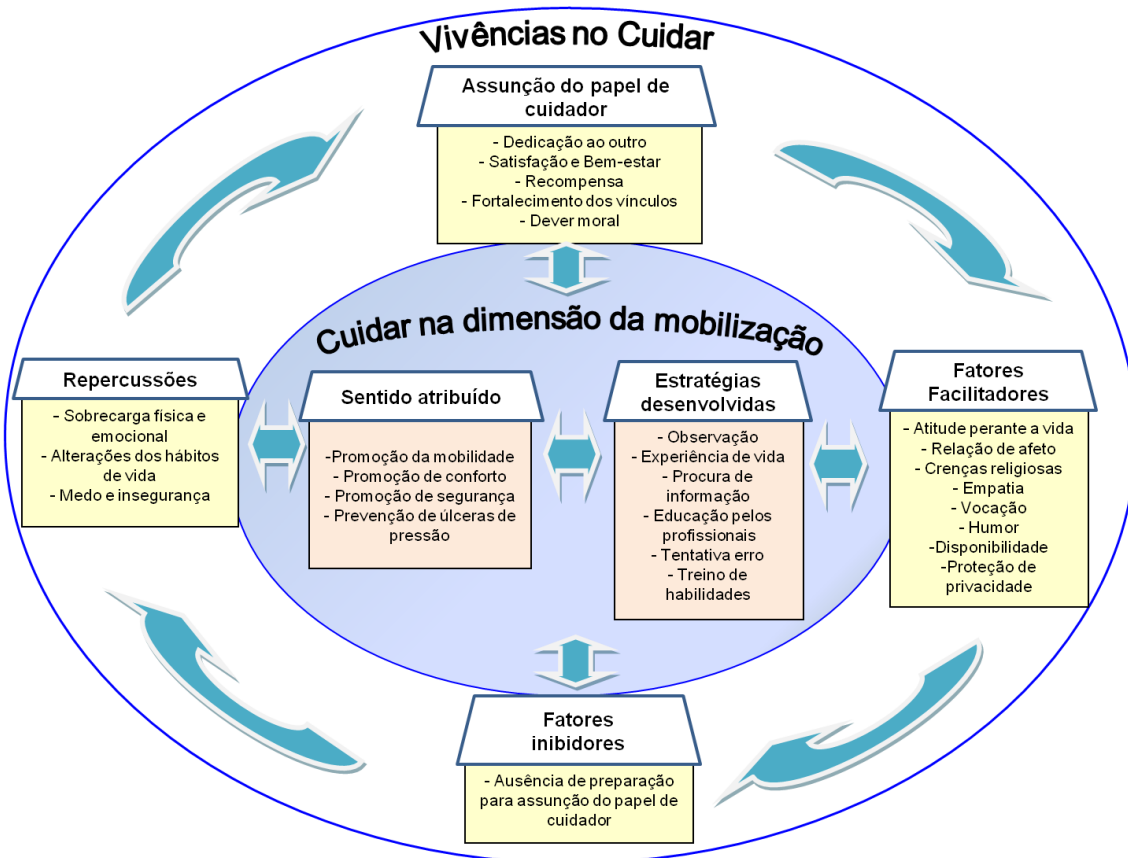 Vivências no Cuidar
Assunção do papel de
cuidador
- Dedicação ao outro
- Satisfação e Bem-estar
- Recompensa
- Fortalecimento dos vínculos
- Dever moral
Cuidar na dimensão da mobilização
Repercussões
- Sobrecarga física e
emocional
- Alterações dos hábitos
de vida
- Medo e insegurança
Sentido atribuído
-Promoção da mobilidade
- Promoção de conforto
- Promoção de segurança
- Prevenção de úlceras de
pressão
Estratégias
desenvolvidas
- Observação
- Experiência de vida
- Procura de
informação
- Educação pelos
profissionais
- Tentativa erro
- Treino de
habilidades
Fatores
Facilitadores
- Atitude perante a vida
- Relação de afeto
- Crenças religiosas
- Empatia
- Vocação
- Humor
-Disponibilidade
-Proteção de
privacidade
Fatores
inibidores
- Ausência de preparação
para assunção do papel de
cuidador